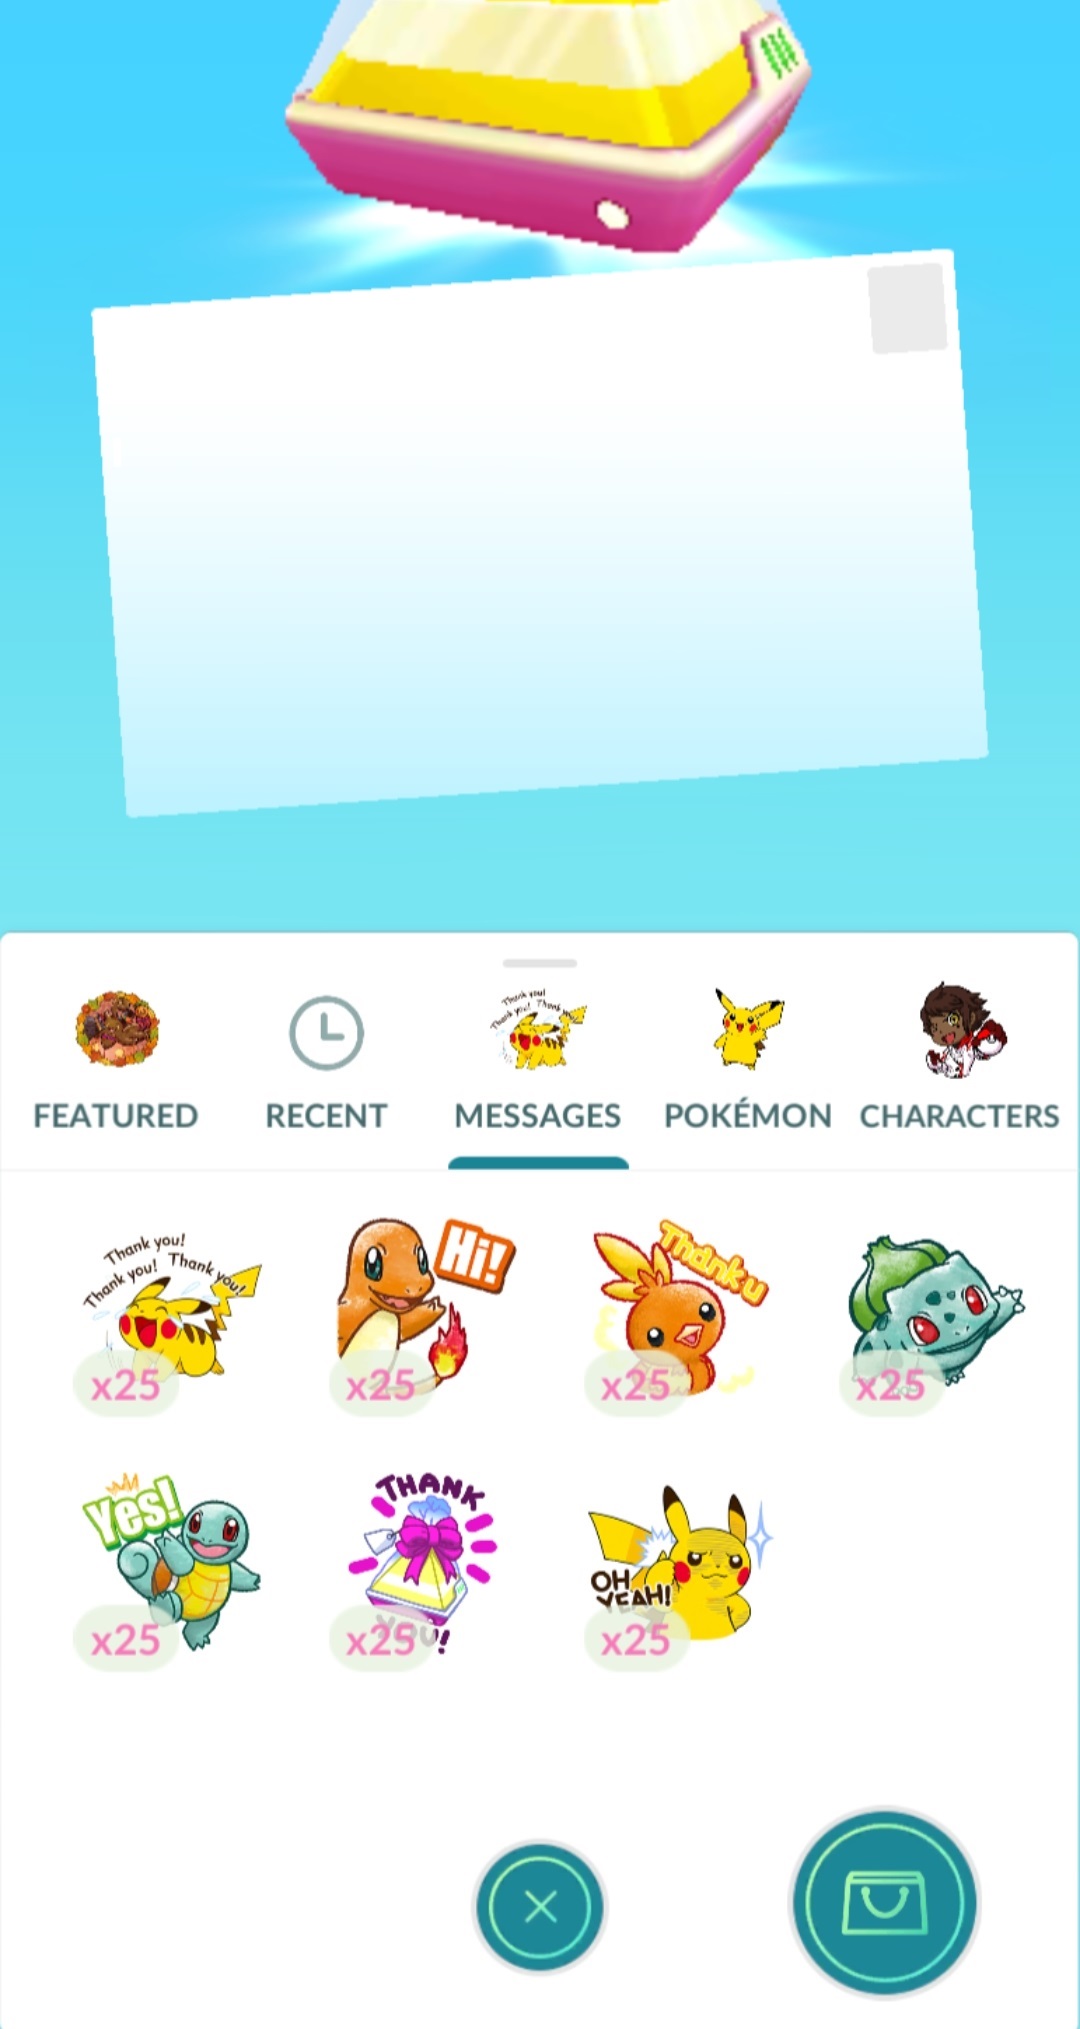 FEATURED RECENT MESSAGES POKÉMON CHARACTERS
Thank you!
Thank you! Thank you!
Hi!
Thank u
x25 x25 x25 x25
Yes!
THANK
YOU!
OH
YEAH!
x25 x25 x25